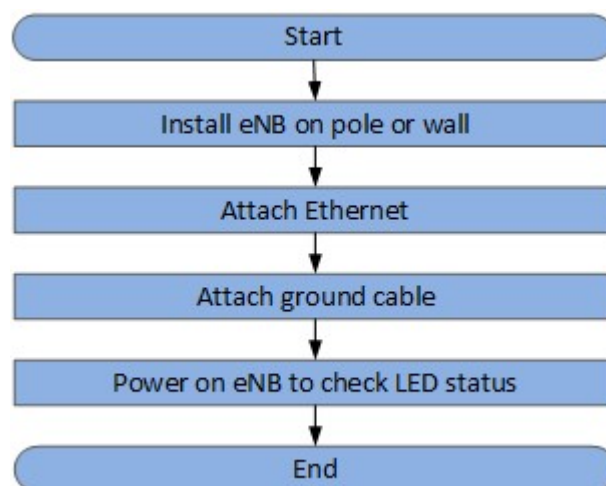 Start
Install eNB on pole or wall
Attach Ethernet
Attach ground cable
Power on eNB to check LED status
End